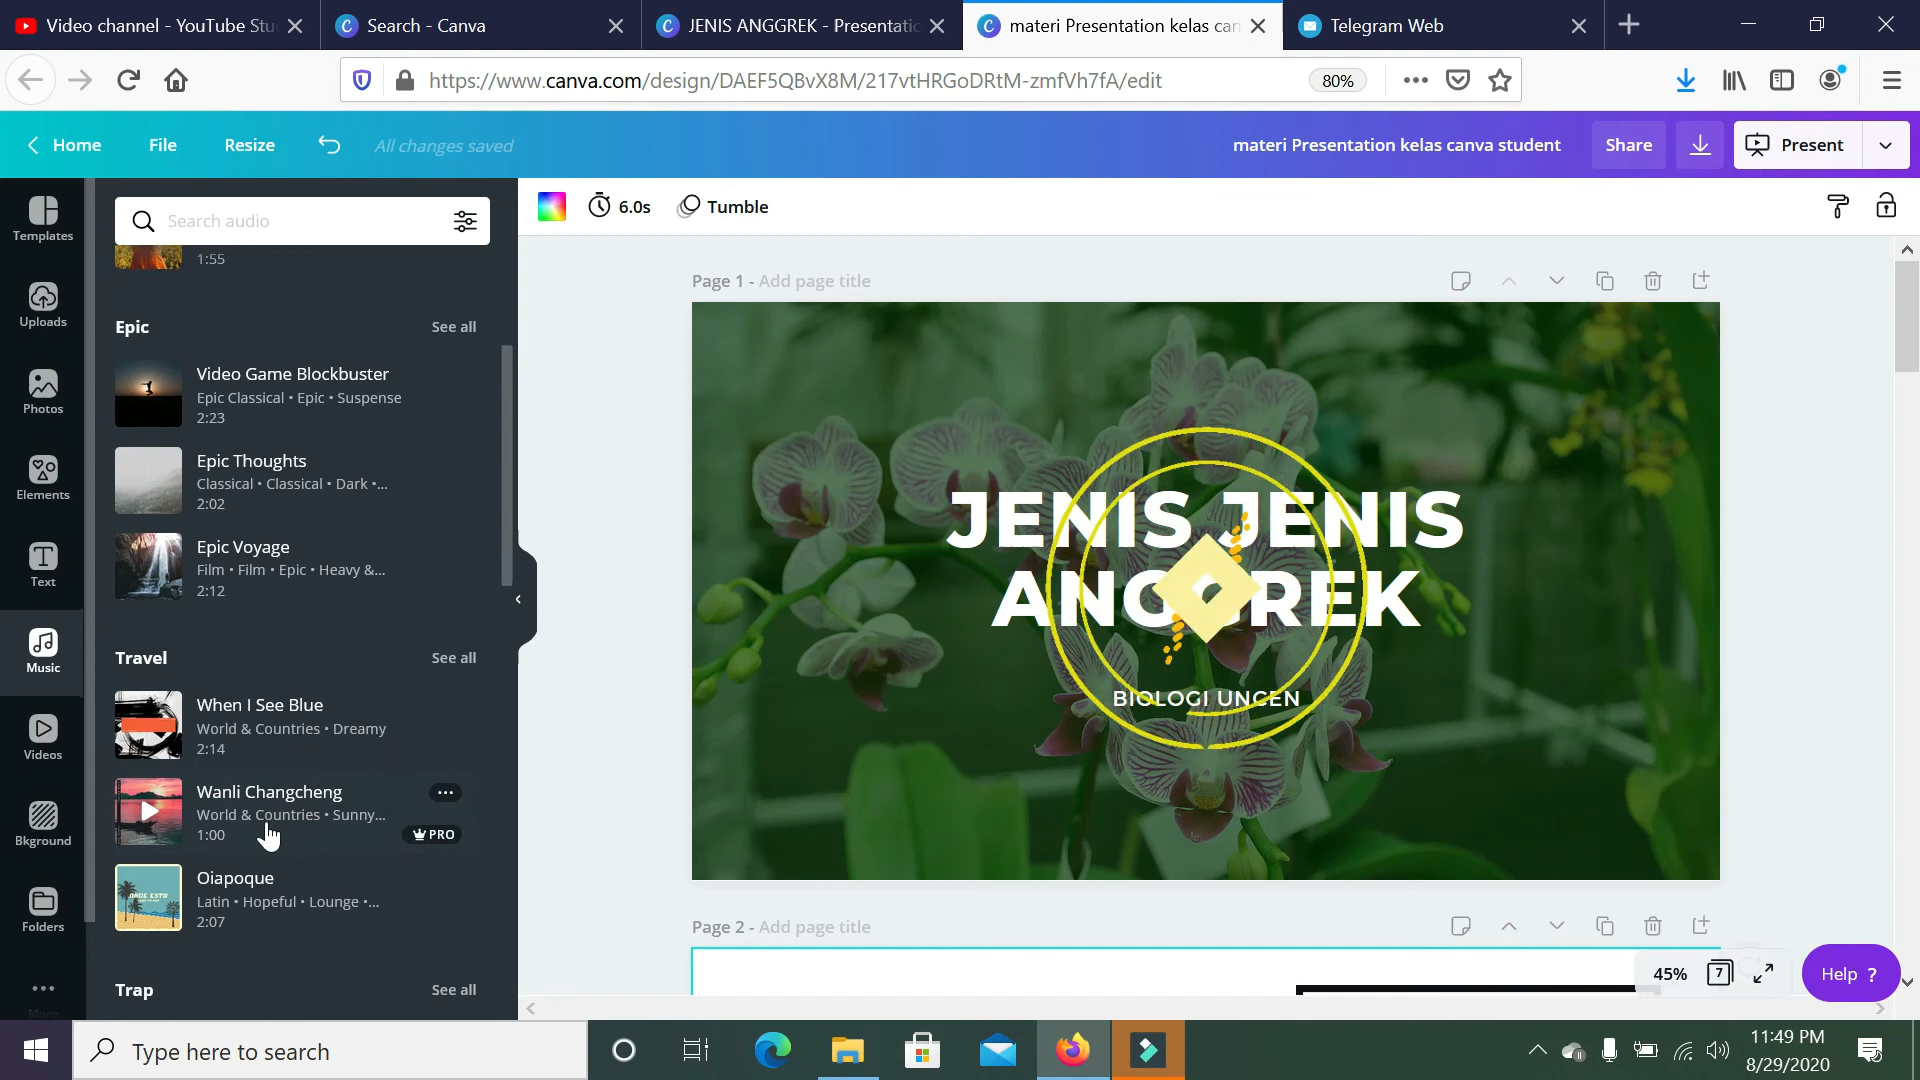 Video channel - YouTube Stu
Search - Canva
JENIS ANGGREK - Presentatio
materi Presentation kelas can
Telegram Web
https://www.canva.com/design/DAEF5QBvX8M/217vtHRGoDRtM-zmfVh7fA/edit
80%
Home
File
Resize
All changes saved
materi Presentation kelas canva student
Share
Present
Templates
Uploads
Photos
Elements
Text
Music
Videos
Bkground
Folders
More
Search audio
1:55
Epic
See all
Video Game Blockbuster
Epic Classical • Epic • Suspense
2:23
Epic Thoughts
Classical • Classical • Dark •...
2:02
Epic Voyage
Film • Film • Epic • Heavy &...
2:12
Travel
See all
When I See Blue
World & Countries • Dreamy
2:14
Wanli Changcheng
World & Countries • Sunny...
1:00
PRO
Oiapoque
Latin • Hopeful • Lounge •...
2:07
Trap
See all
6.0s
Tumble
Page 1 - Add page title
JENIS JENIS
ANGGREK
BIOLOGI UNCEN
Page 2 - Add page title
45%
7
Help ?
Type here to search
11:49 PM
8/29/2020